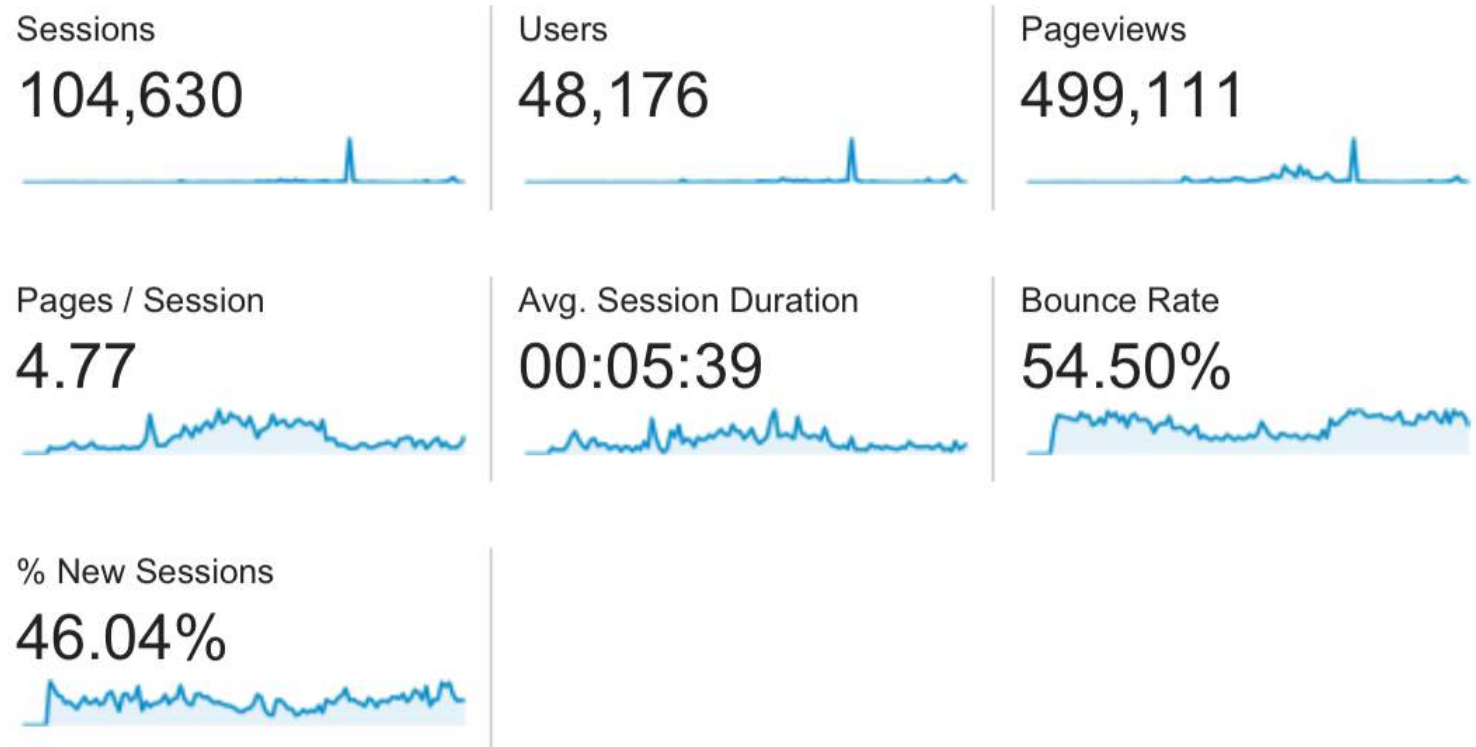 Sessions
104,630
Users
48,176
Pageviews
499,111
Pages / Session
4.77
Avg. Session Duration
00:05:39
Bounce Rate
54.50%
% New Sessions
46.04%